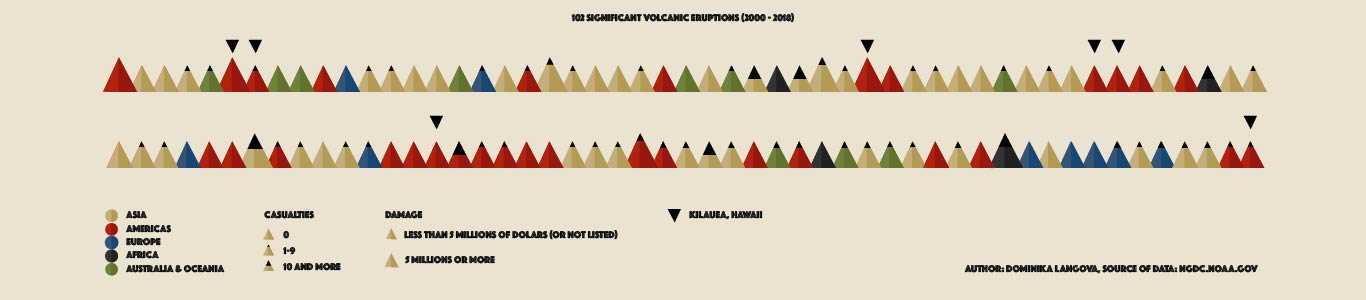 102 SIGNIFICANT VOLCANIC ERUPTIONS (2000 - 2018)
ASIA
AMERICAS
EUROPE
AFRICA
AUSTRALIA & OCEANIA
CASUALTIES
0
1-9
10 AND MORE
DAMAGE
LESS THAN 5 MILLIONS OF DOLARS (OR NOT LISTED)
5 MILLIONS OR MORE
KILAUEA, HAWAII
AUTHOR: DOMINIKA LANGOVA, SOURCE OF DATA: NGDC.NOAA.GOV